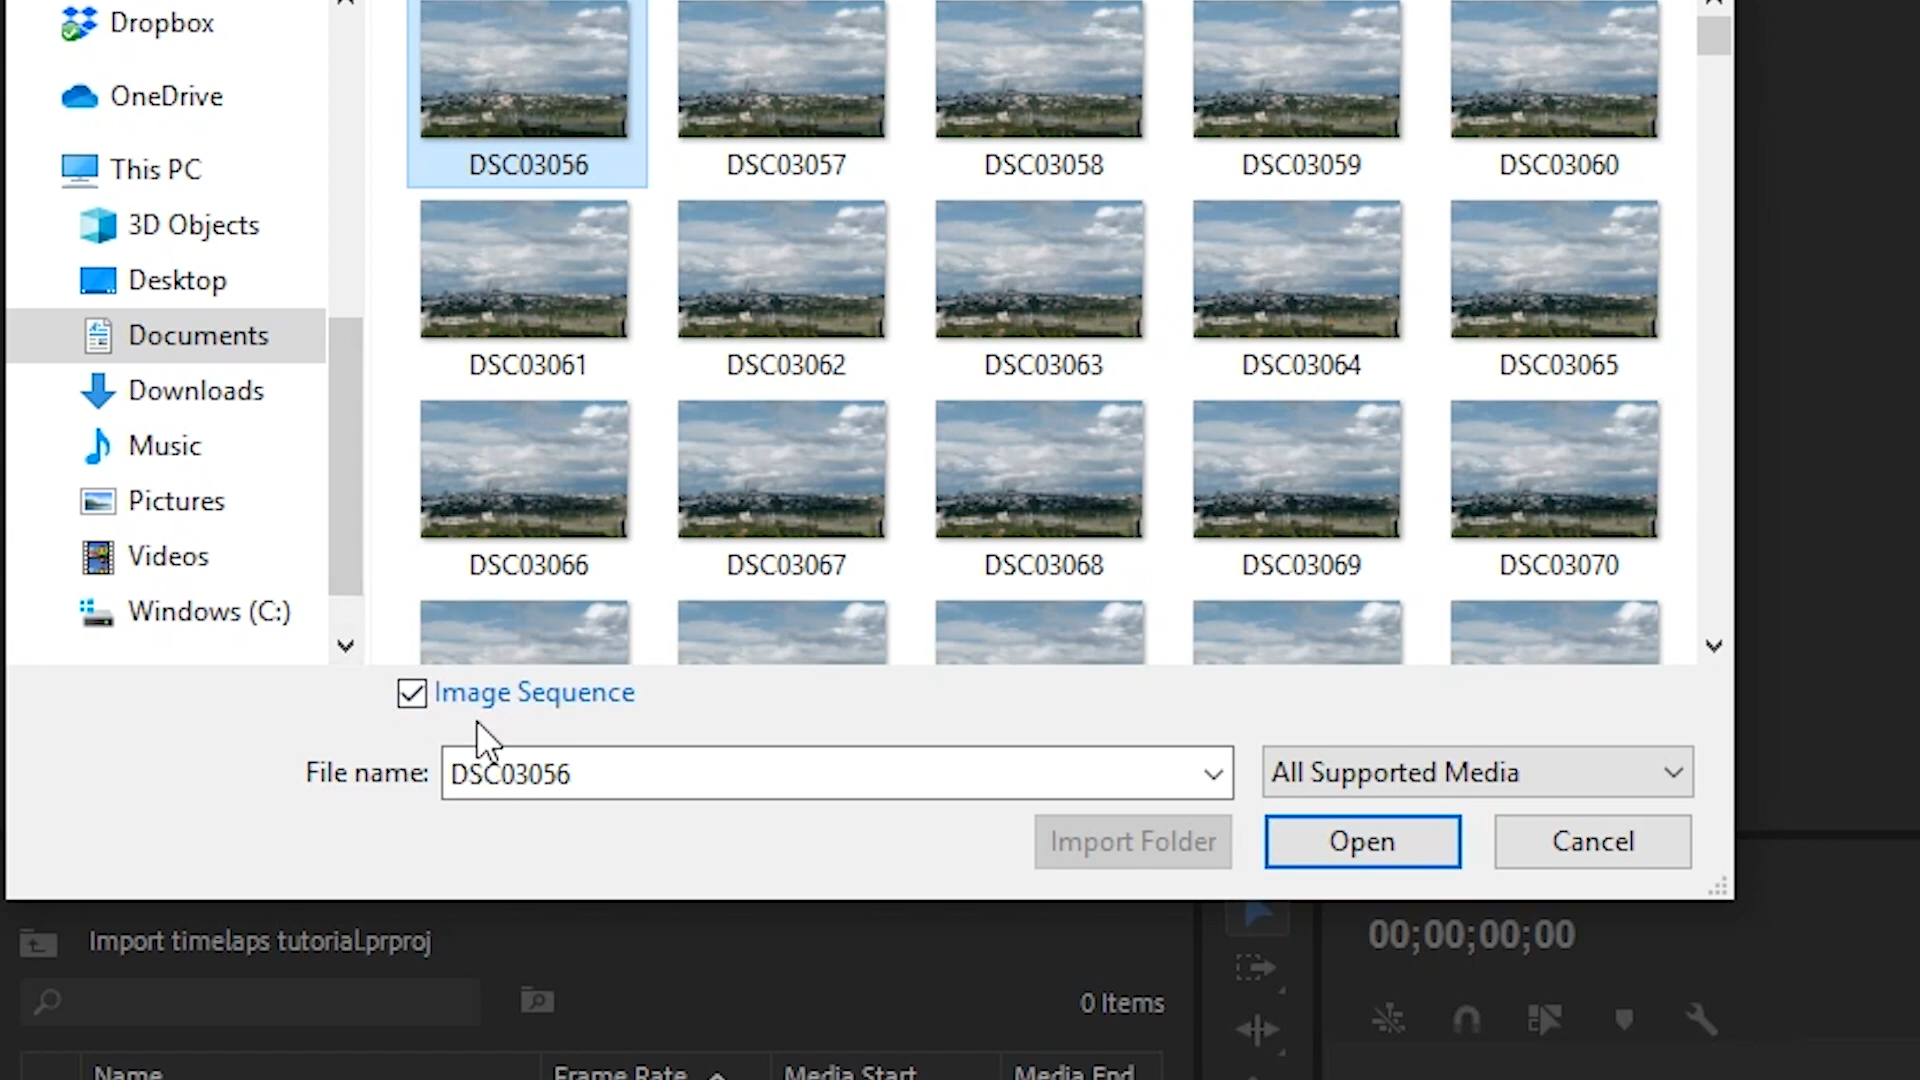 Dropbox
OneDrive
This PC
3D Objects
Desktop
Documents
Downloads
Music
Pictures
Videos
Windows (C:)
DSC03056 DSC03057 DSC03058 DSC03059 DSC03060
DSC03061 DSC03062 DSC03063 DSC03064 DSC03065
DSC03066 DSC03067 DSC03068 DSC03069 DSC03070
Image Sequence
File name: DSC03056 All Supported Media
Import Folder Open Cancel
Import timelaps tutorial.prproj
00;00;00;00
0 Items
Name Frame Rate Media Start Media End